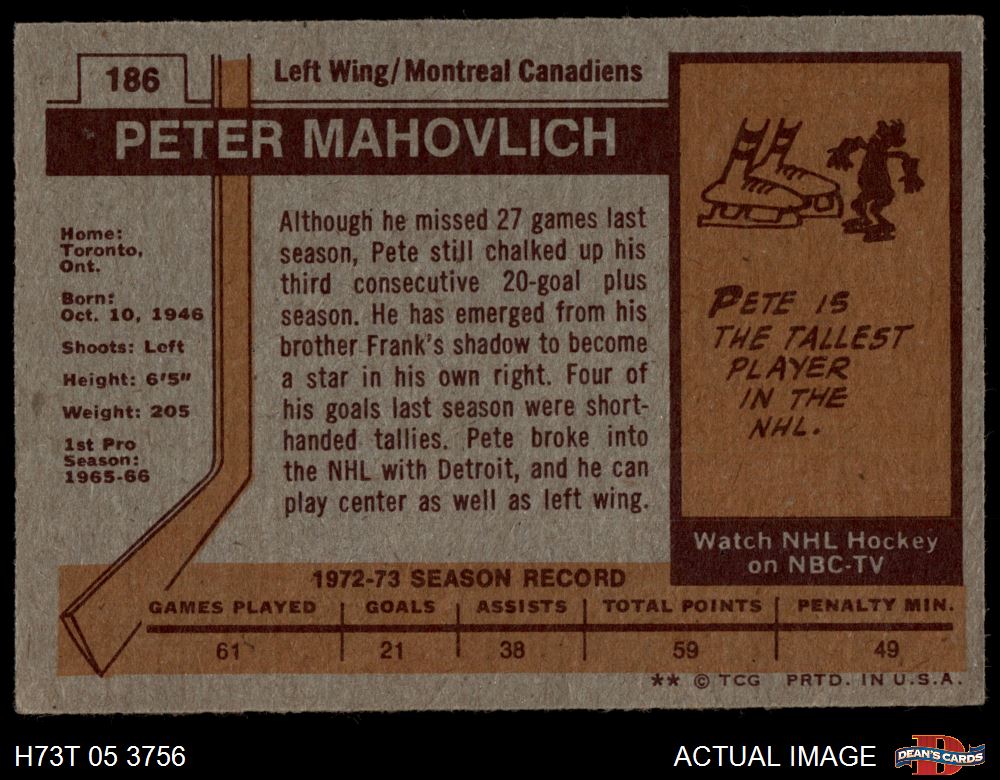 186
Left Wing/Montreal Canadiens
PETER MAHOVLICH
Home:
Toronto,
Ont.
Born:
Oct. 10, 1946
Shoots: Left
Height: 6'5"
Weight: 205
1st Pro
Season:
1965-66
Although he missed 27 games last
season, Pete still chalked up his
third consecutive 20-goal plus
season. He has emerged from his
brother Frank's shadow to become
a star in his own right. Four of
his goals last season were short-
handed tallies. Pete broke into
the NHL with Detroit, and he can
play center as well as left wing.
PETE IS
THE TALLEST
PLAYER
IN THE
NHL.
Watch NHL Hockey
on NBC-TV
1972-73 SEASON RECORD
GAMES PLAYED GOALS ASSISTS TOTAL POINTS PENALTY MIN.
61 21 38 59 49
** © TCG PRTD. IN U.S.A.
H73T 05 3756
ACTUAL IMAGE
D
DEAN'S CARDS